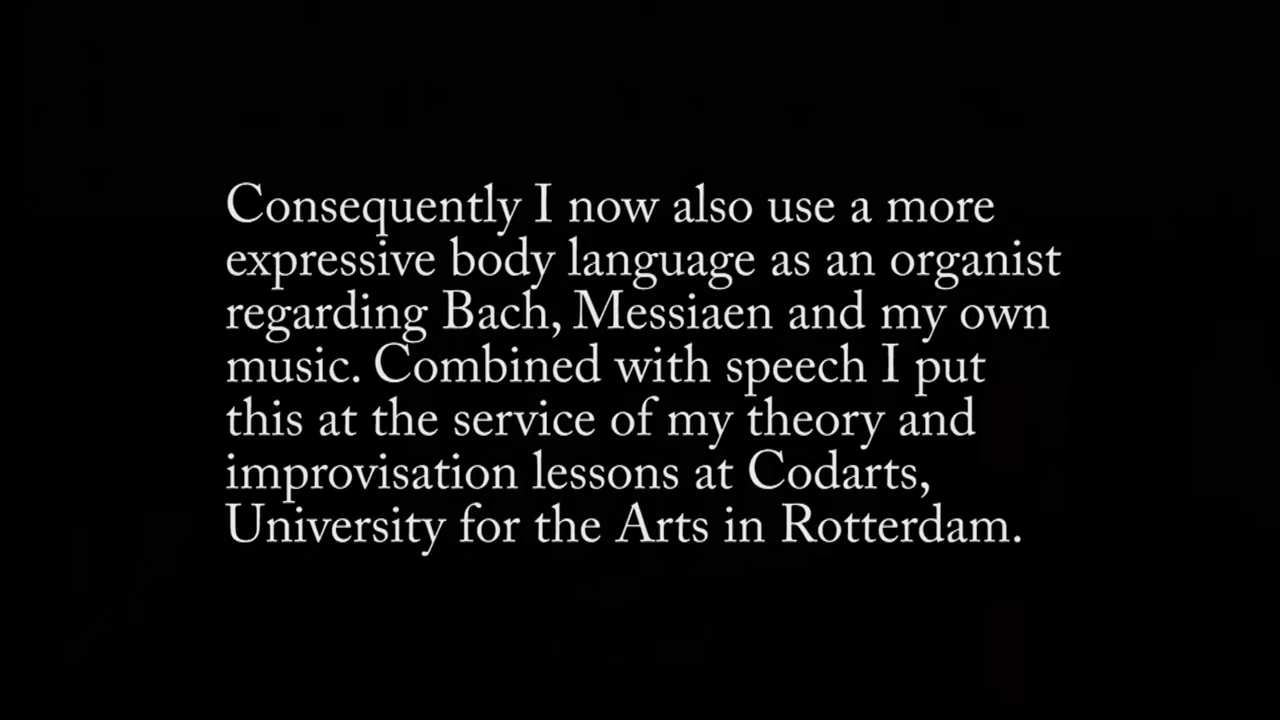 Consequently I now also use a more
expressive body language as an organist
regarding Bach, Messiaen and my own
music. Combined with speech I put
this at the service of my theory and
improvisation lessons at Codarts,
University for the Arts in Rotterdam.